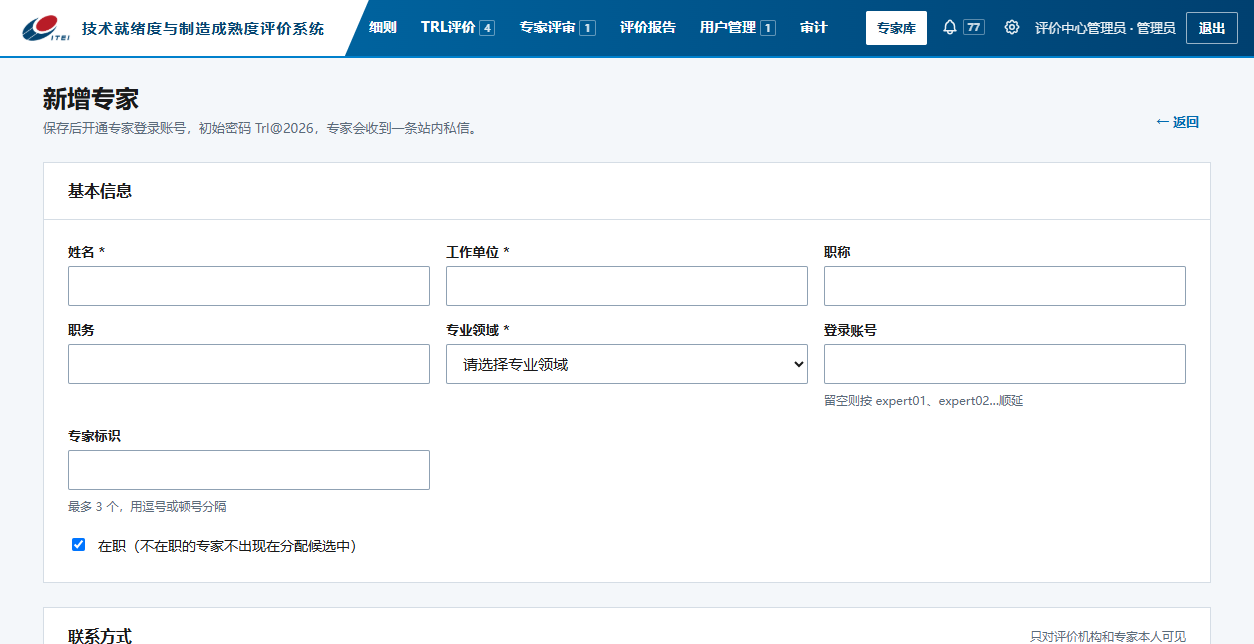 ITEI 技术就绪度与制造成熟度评价系统 细则 TRL评价 4 专家评审 1 评价报告 用户管理 1 审计 专家库 77 评价中心管理员 · 管理员 退出
新增专家
保存后开通专家登录账号，初始密码 Trl@2026，专家会收到一条站内私信。
← 返回
基本信息
姓名 * 工作单位 * 职称
职务 专业领域 * 登录账号
请选择专业领域
留空则按 expert01、expert02…顺延
专家标识
最多 3 个，用逗号或顿号分隔
在职（不在职的专家不出现在分配候选中）
联系方式 只对评价机构和专家本人可见